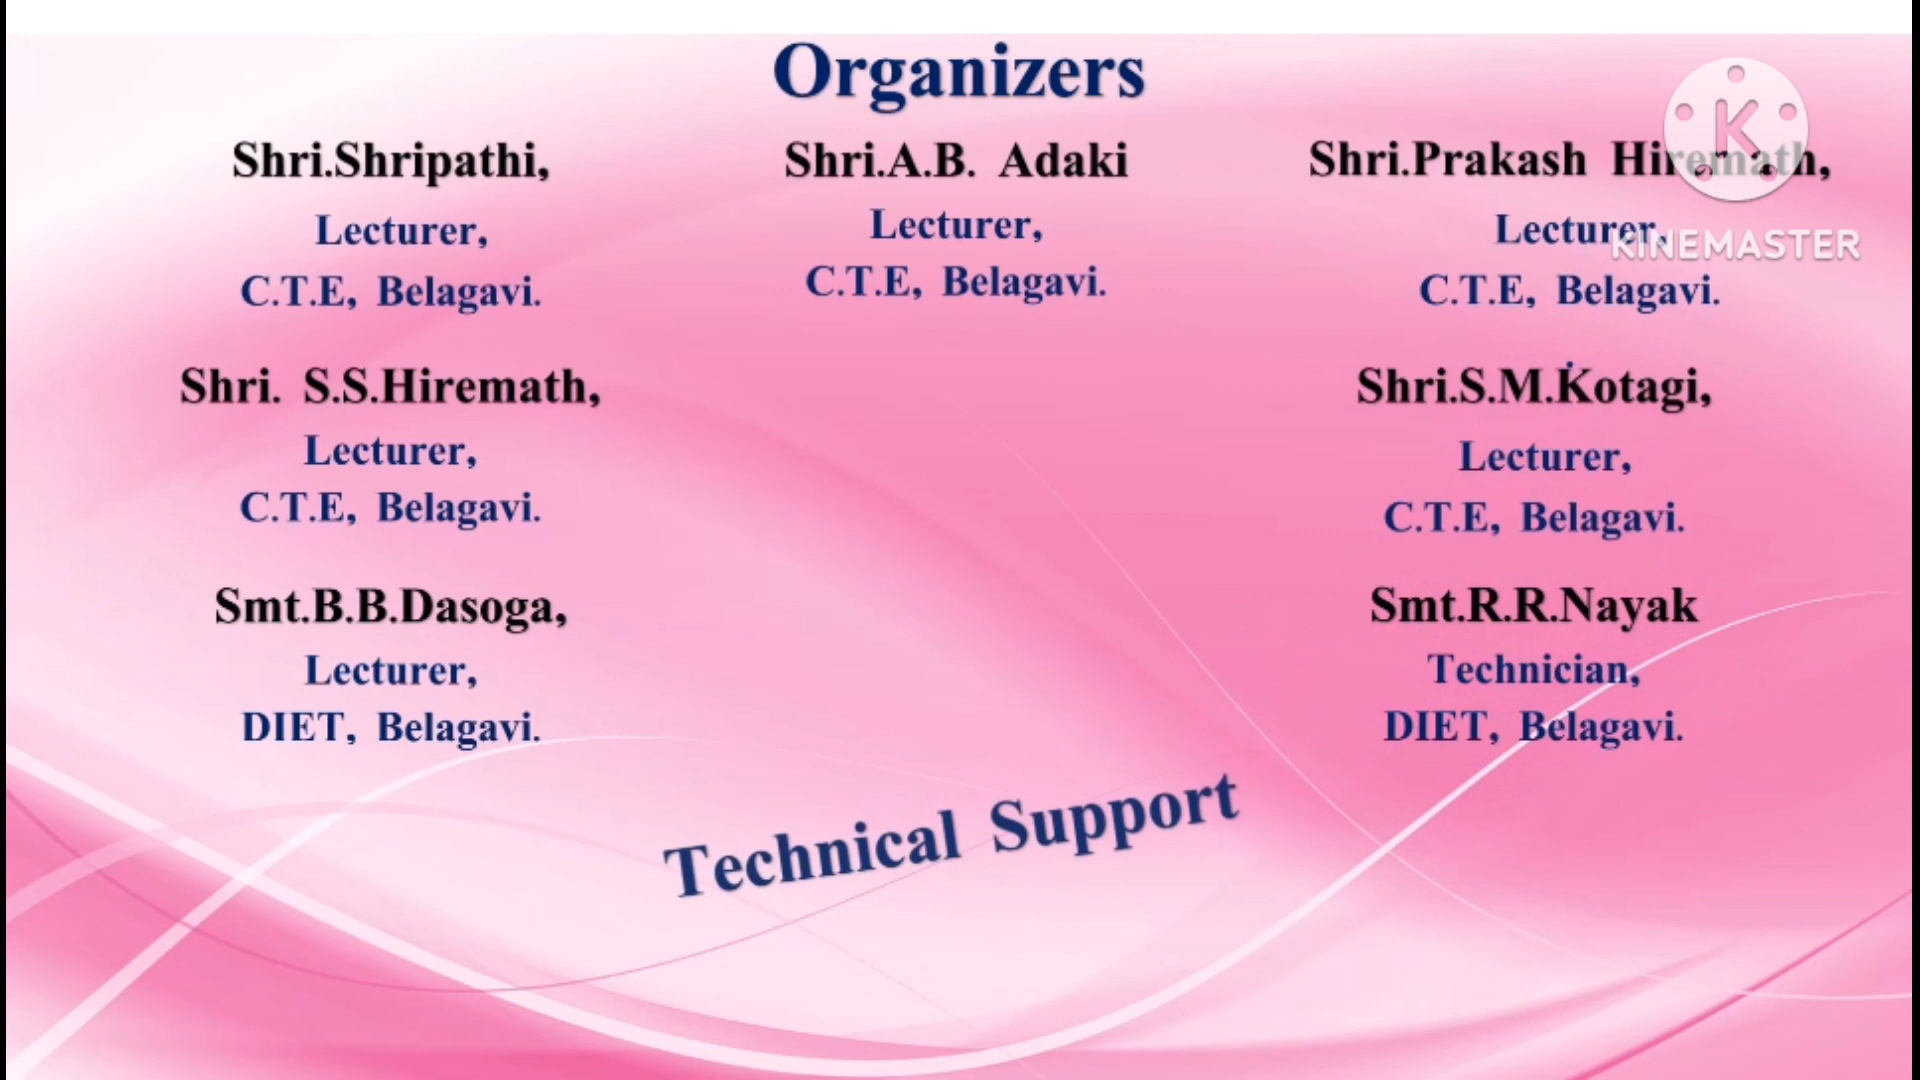 Organizers
Shri.Shripathi,
Lecturer,
C.T.E, Belagavi.
Shri.A.B. Adaki
Lecturer,
C.T.E, Belagavi.
Shri.Prakash Hiremath,
Lecturer,
C.T.E, Belagavi.
K
KINEMASTER
Shri. S.S.Hiremath,
Lecturer,
C.T.E, Belagavi.
Shri.S.M.Kotagi,
Lecturer,
C.T.E, Belagavi.
Smt.B.B.Dasoga,
Lecturer,
DIET, Belagavi.
Smt.R.R.Nayak
Technician,
DIET, Belagavi.
Technical Support